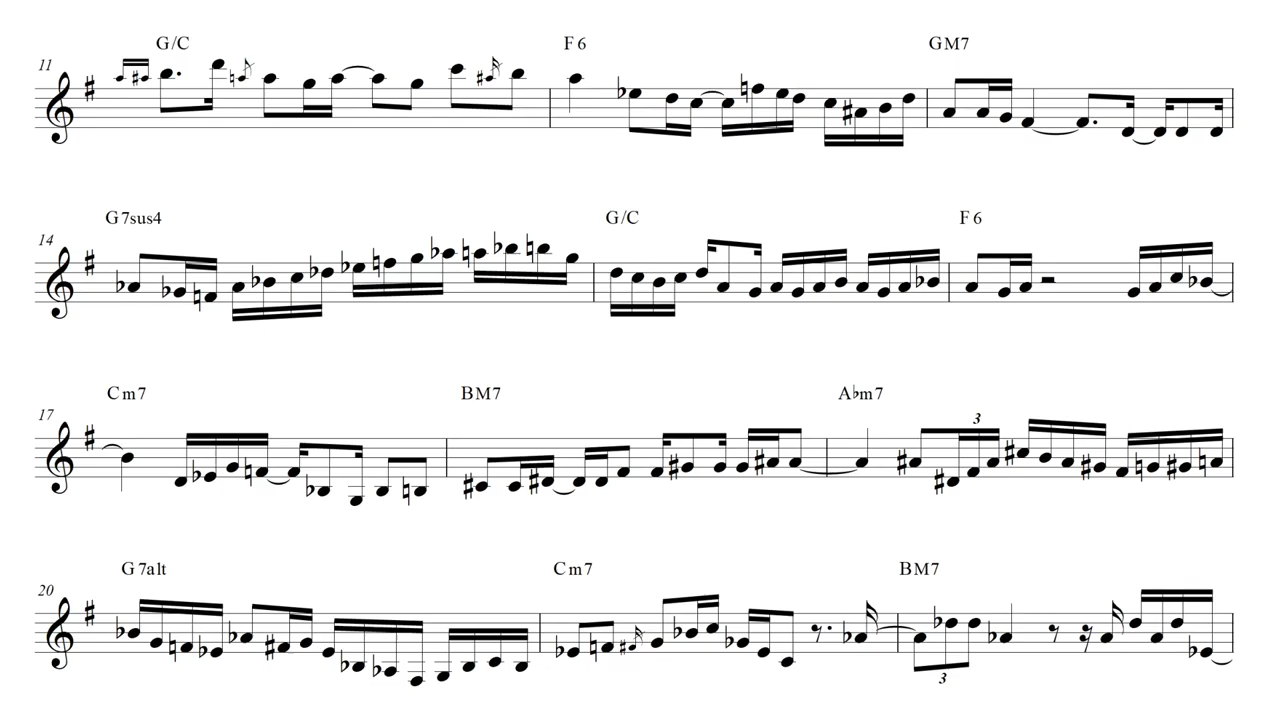 G/C F6 GM7
11
G7sus4 G/C F6
14
Cm7 BM7 A♭m7
17 3
G7alt Cm7 BM7
20
3